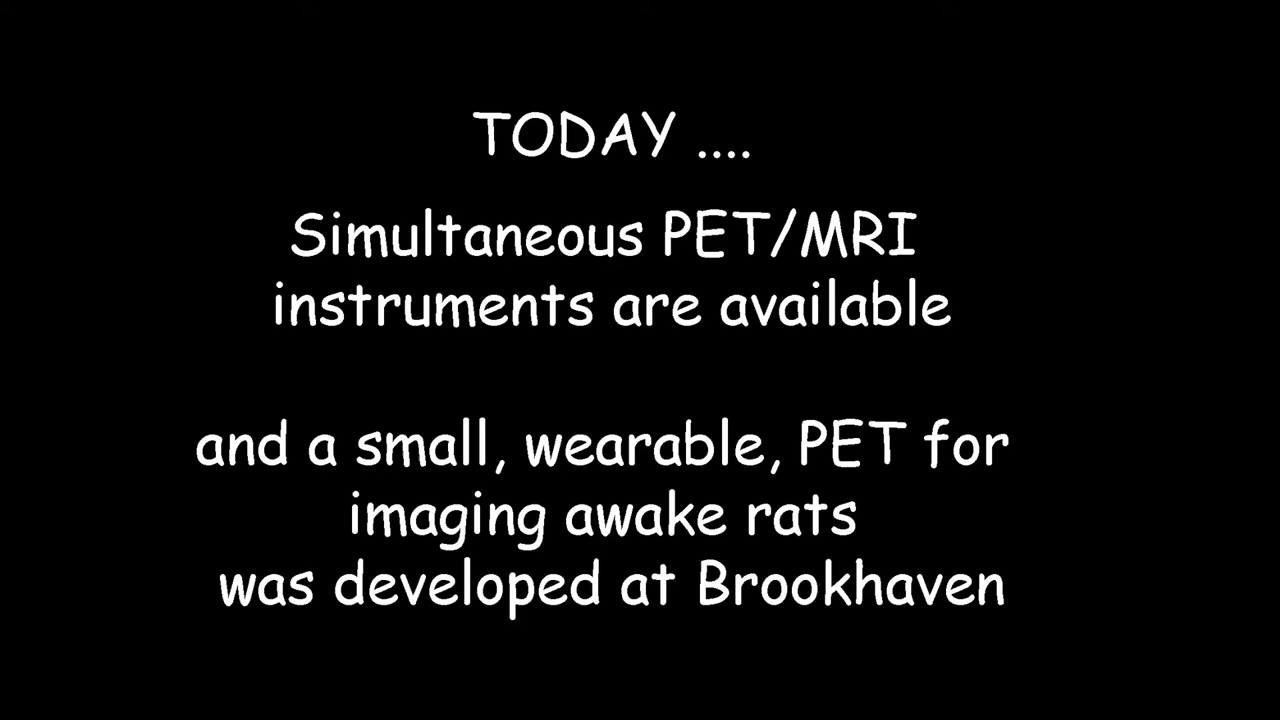 TODAY ....
Simultaneous PET/MRI
instruments are available
and a small, wearable, PET for
imaging awake rats
was developed at Brookhaven